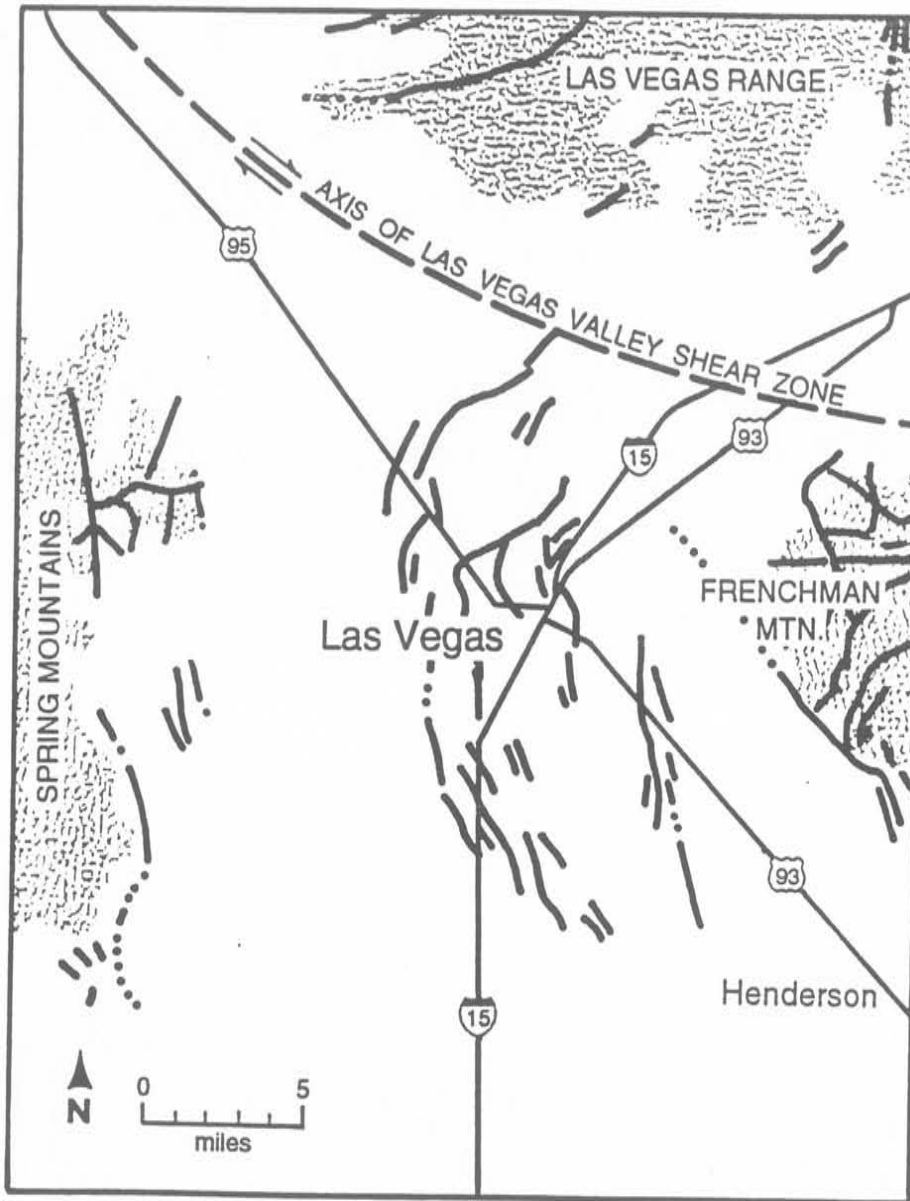 LAS VEGAS RANGE
AXIS OF LAS VEGAS VALLEY SHEAR ZONE
95
15
93
SPRING MOUNTAINS
FRENCHMAN
MTN.
Las Vegas
93
Henderson
15
N
0 5
miles